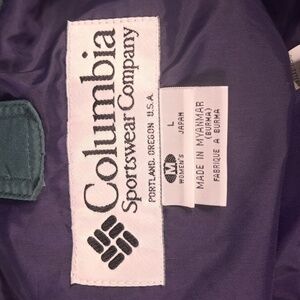 Columbia
Sportswear Company
PORTLAND, OREGON U.S.A.
M
WOMEN'S
L
JAPAN
MADE IN MYANMAR
(BURMA)
FABRIQUE A BURMA